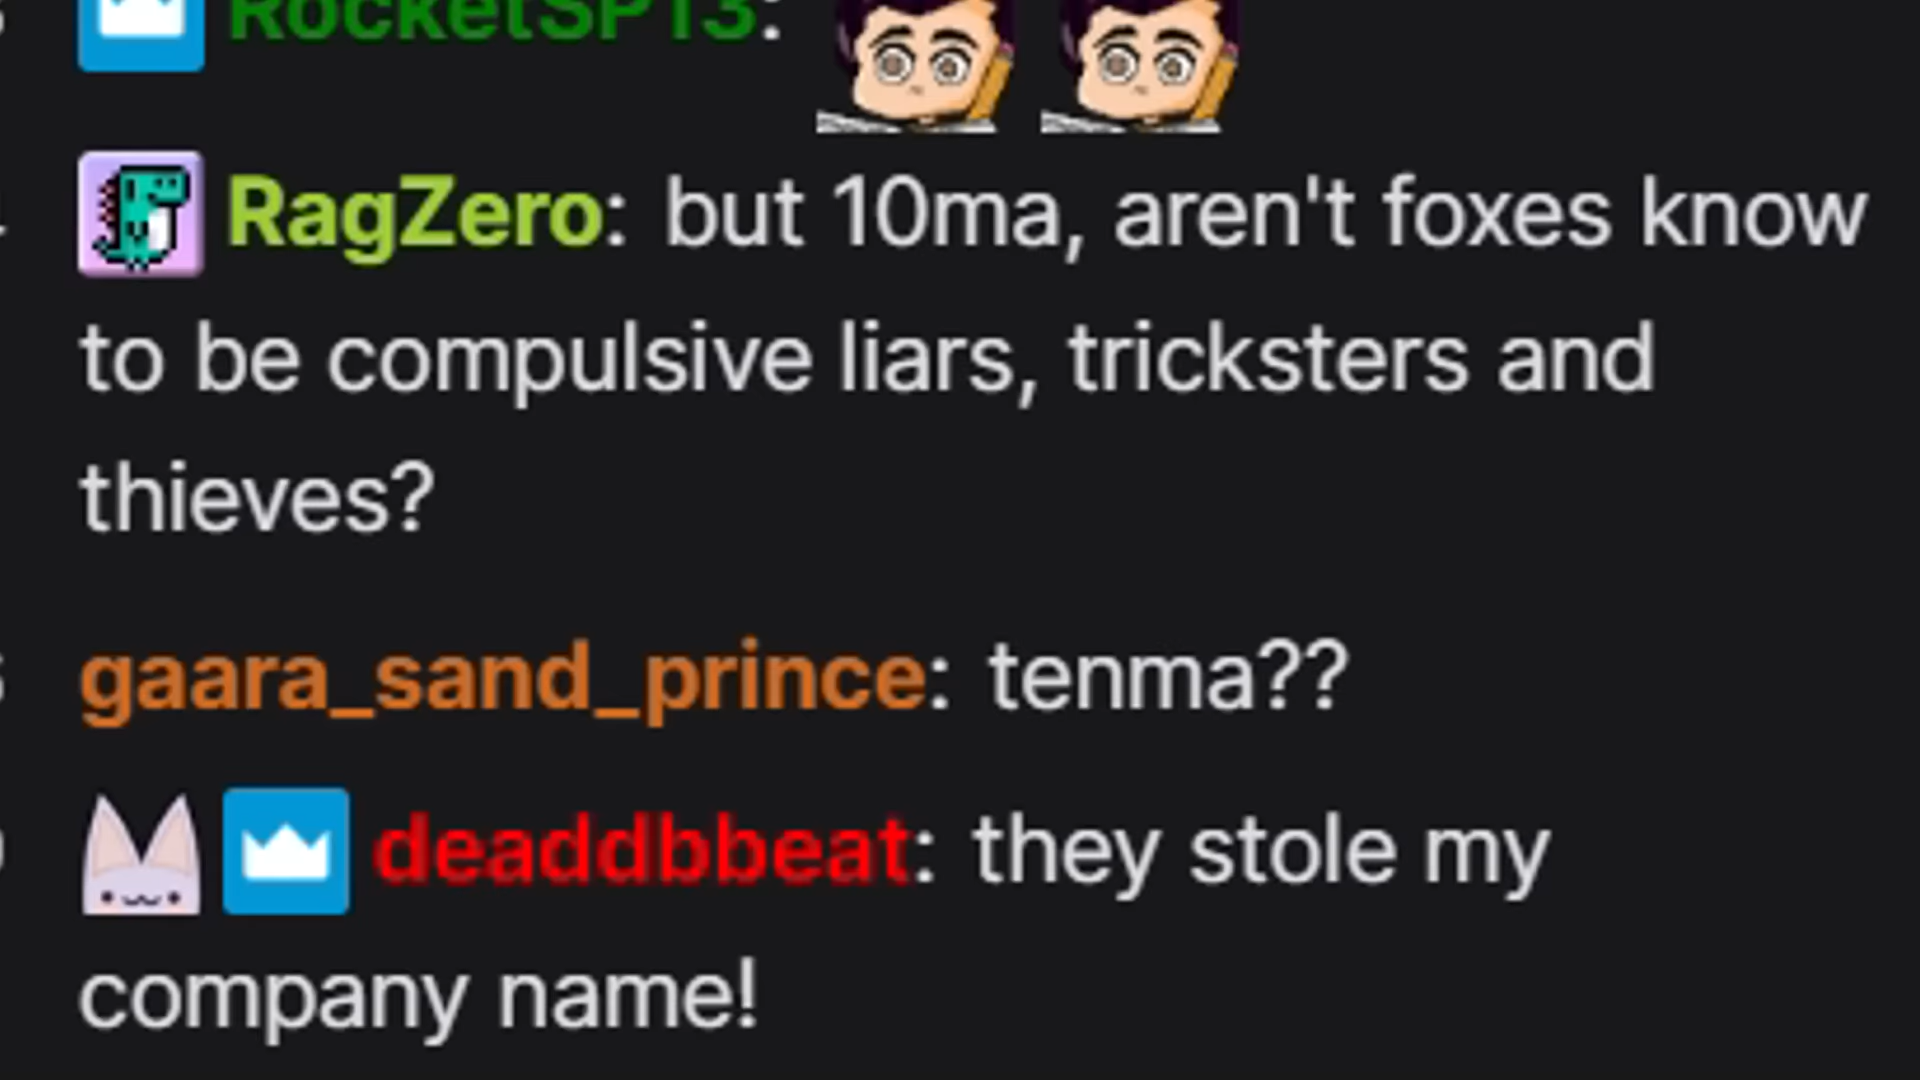 RocketSP13:
RagZero: but 10ma, aren't foxes know
to be compulsive liars, tricksters and
thieves?
gaara_sand_prince: tenma??
deaddbbeat: they stole my
company name!